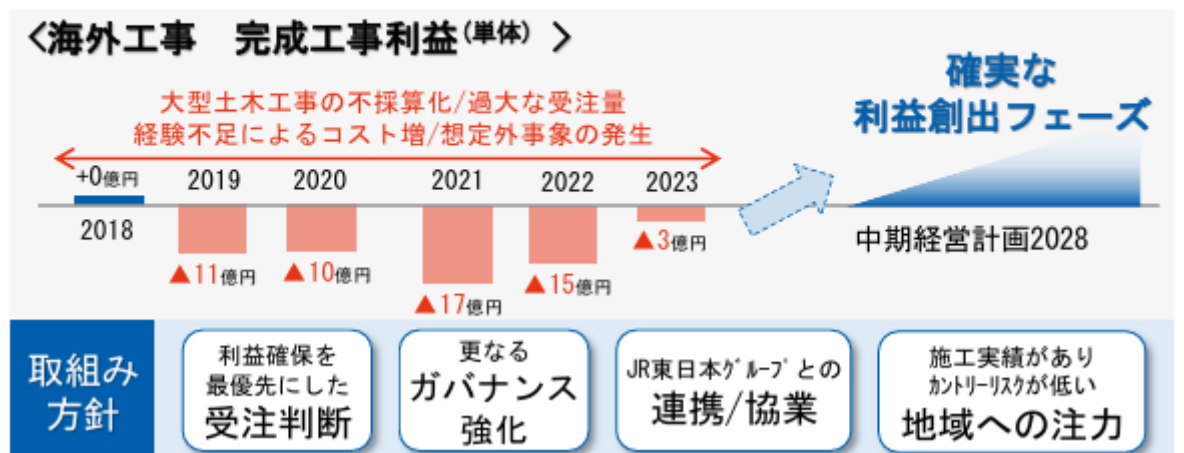 <海外工事 完成工事利益(単体) >
確実な
利益創出フェーズ
大型土木工事の不採算化/過大な受注量
経験不足によるコスト増/想定外事象の発生
+0億円
2019
2020
2021
2022
2023
2018
▲11億円
▲10億円
▲17億円
▲15億円
▲3億円
中期経営計画2028
取組み
方針
利益確保を
最優先にした
受注判断
更なる
ガバナンス
強化
JR東日本グループとの
連携/協業
施工実績があり
カントリーリスクが低い
地域への注力